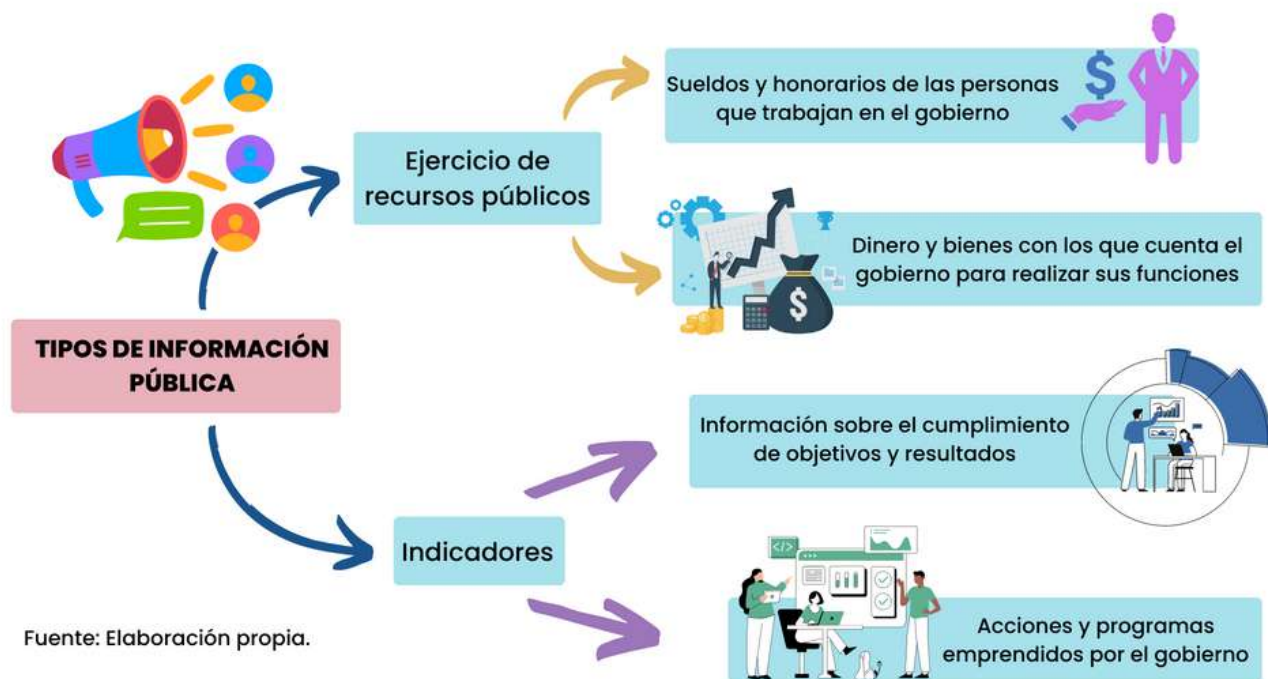 Sueldos y honorarios de las personas
que trabajan en el gobierno
Ejercicio de
recursos públicos
$
Dinero y bienes con los que cuenta el
gobierno para realizar sus funciones
$
TIPOS DE INFORMACIÓN
PÚBLICA
Información sobre el cumplimiento
de objetivos y resultados
Indicadores
</>
Acciones y programas
emprendidos por el gobierno
Fuente: Elaboración propia.